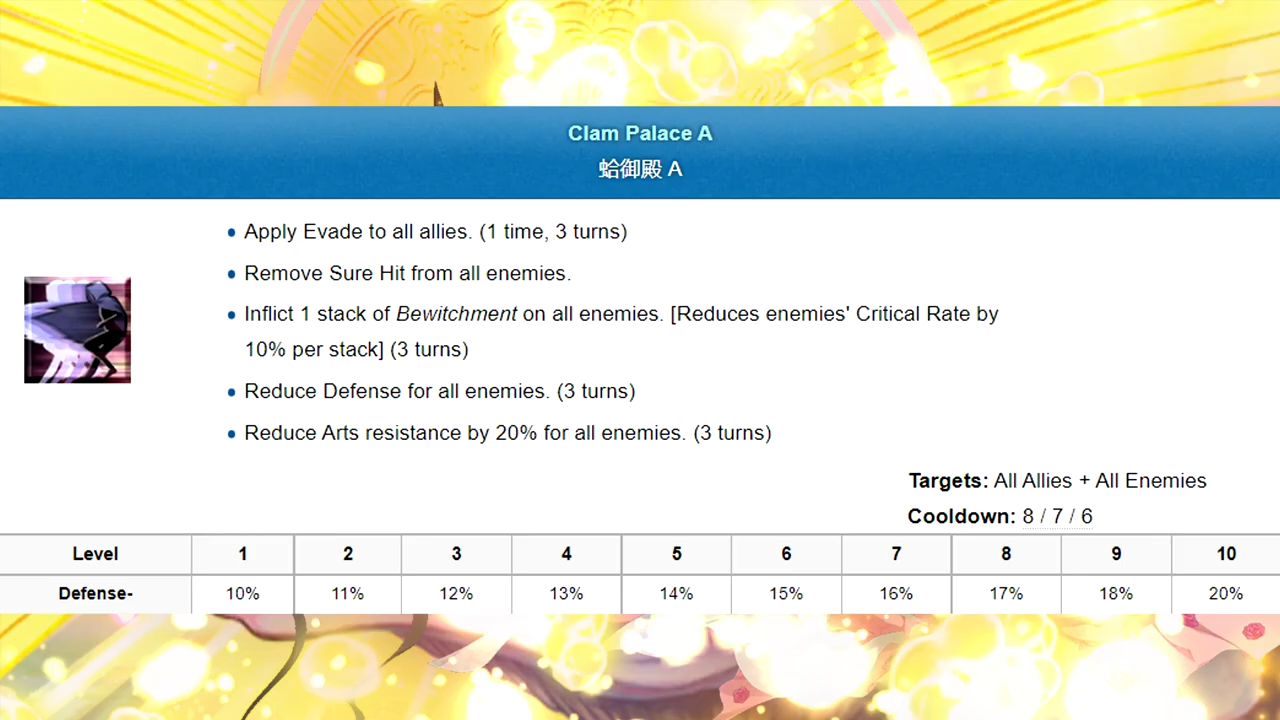 Clam Palace A
蛤御殿 A
Apply Evade to all allies. (1 time, 3 turns)
Remove Sure Hit from all enemies.
Inflict 1 stack of Bewitchment on all enemies. [Reduces enemies' Critical Rate by
10% per stack] (3 turns)
Reduce Defense for all enemies. (3 turns)
Reduce Arts resistance by 20% for all enemies. (3 turns)
Targets: All Allies + All Enemies
Cooldown: 8 / 7 / 6
Level 1 2 3 4 5 6 7 8 9 10
Defense- 10% 11% 12% 13% 14% 15% 16% 17% 18% 20%